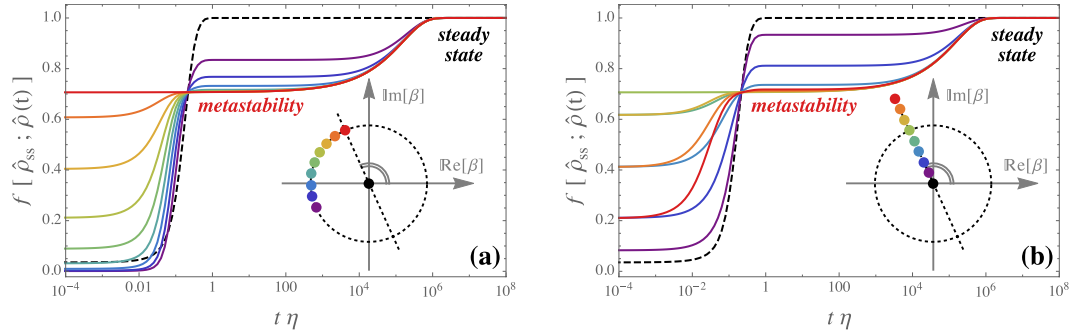 1.0
0.8
0.6
0.4
0.2
0.0
f [ ρ̂ss ; ρ̂(t) ]
steady
state
metastability
𝕀m[β]
ℝe[β]
(a)
10⁻⁴
0.01
1
100
10⁴
10⁶
10⁸
t η
1.0
0.8
0.6
0.4
0.2
0.0
f [ ρ̂ss ; ρ̂(t) ]
steady
state
metastability
𝕀m[β]
ℝe[β]
(b)
10⁻⁴
10⁻²
1
100
10⁴
10⁶
10⁸
t η